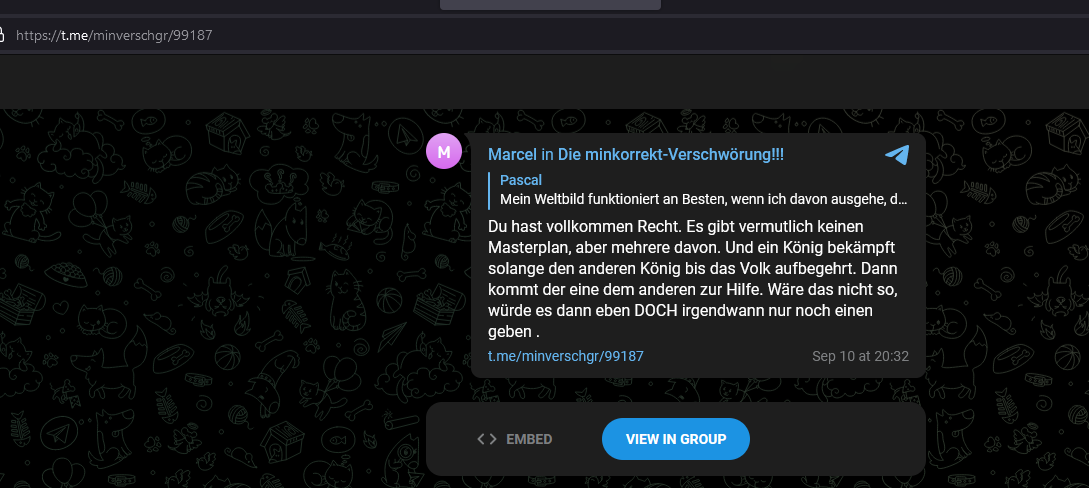 https://t.me/minverschgr/99187
M
Marcel in Die minkorrekt-Verschwörung!!!
Pascal
Mein Weltbild funktioniert an Besten, wenn ich davon ausgehe, d...
Du hast vollkommen Recht. Es gibt vermutlich keinen
Masterplan, aber mehrere davon. Und ein König bekämpft
solange den anderen König bis das Volk aufbegehrt. Dann
kommt der eine dem anderen zur Hilfe. Wäre das nicht so,
würde es dann eben DOCH irgendwann nur noch einen
geben .
t.me/minverschgr/99187 Sep 10 at 20:32
EMBED VIEW IN GROUP